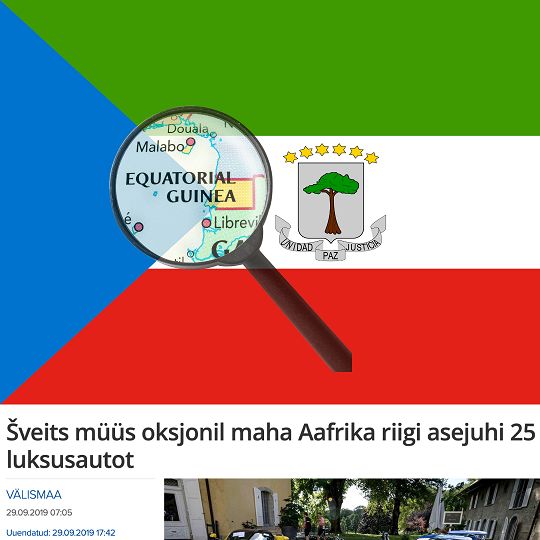 Douala
Malabo
EQUATORIAL
GUINEA
Librevi
é
UNIDAD PAZ JUSTICIA
Šveits müüs oksjonil maha Aafrika riigi asejuhi 25
luksusautot
VÄLISMAA
29.09.2019 07:05
Uuendatud: 29.09.2019 17:42